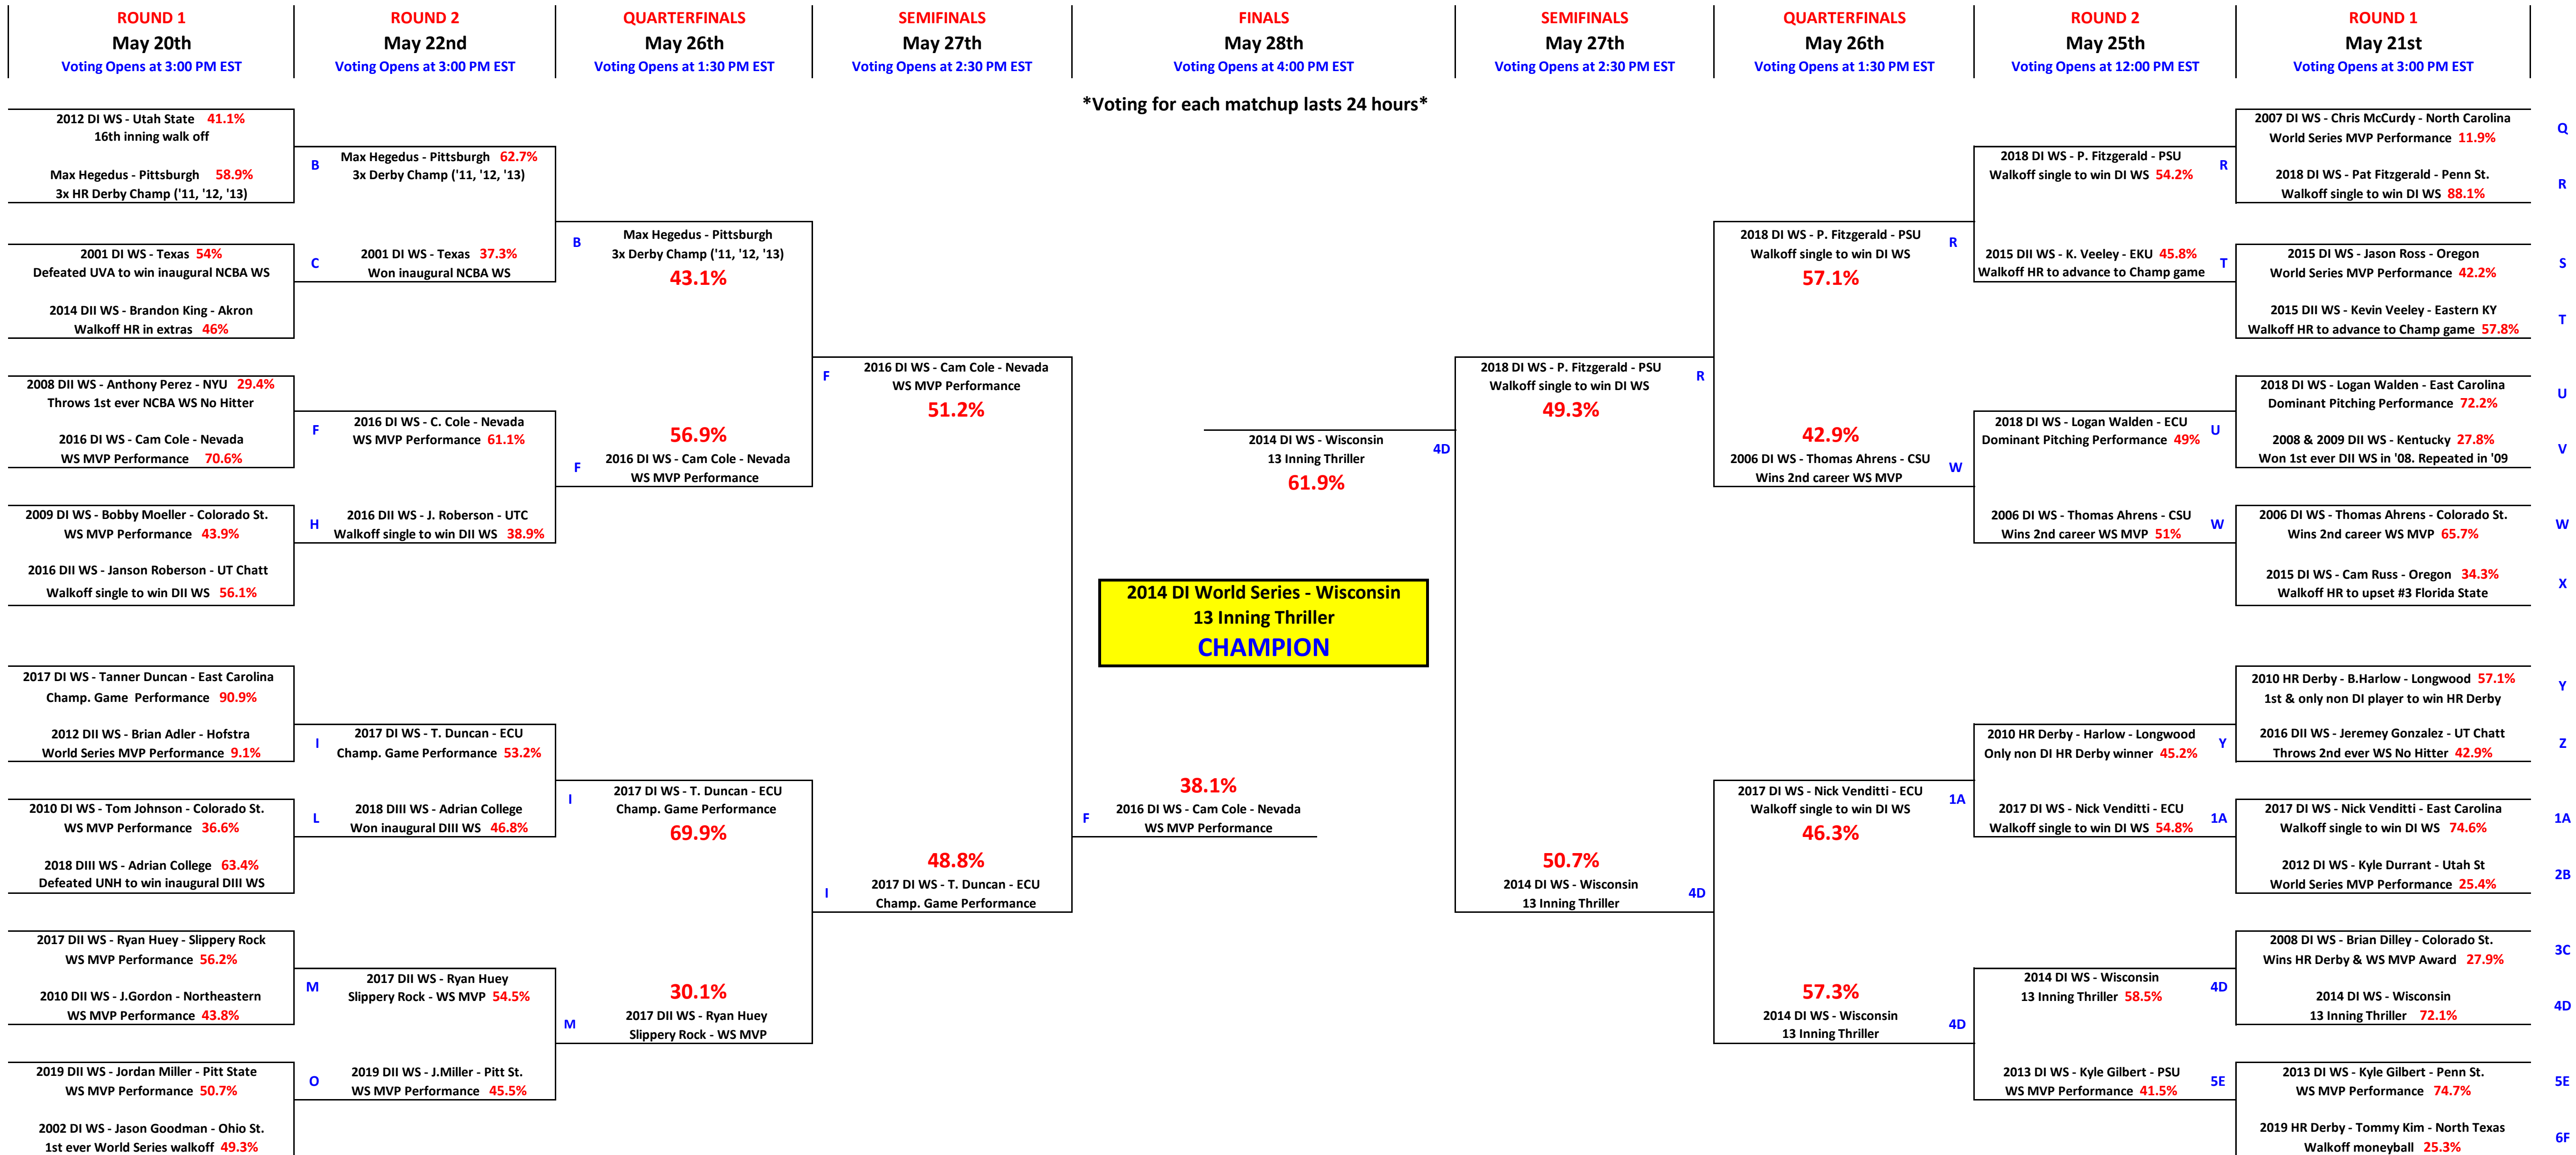 ROUND 1
May 20th
Voting Opens at 3:00 PM EST
ROUND 2
May 22nd
Voting Opens at 3:00 PM EST
QUARTERFINALS
May 26th
Voting Opens at 1:30 PM EST
SEMIFINALS
May 27th
Voting Opens at 2:30 PM EST
FINALS
May 28th
Voting Opens at 4:00 PM EST
SEMIFINALS
May 27th
Voting Opens at 2:30 PM EST
QUARTERFINALS
May 26th
Voting Opens at 1:30 PM EST
ROUND 2
May 25th
Voting Opens at 12:00 PM EST
ROUND 1
May 21st
Voting Opens at 3:00 PM EST
*Voting for each matchup lasts 24 hours*
2012 DI WS - Utah State 41.1%
16th inning walk off
Max Hegedus - Pittsburgh 58.9%
3x HR Derby Champ ('11, '12, '13)
2001 DI WS - Texas 54%
Defeated UVA to win inaugural NCBA WS
2014 DII WS - Brandon King - Akron
Walkoff HR in extras 46%
2008 DII WS - Anthony Perez - NYU 29.4%
Throws 1st ever NCBA WS No Hitter
2016 DI WS - Cam Cole - Nevada
WS MVP Performance 70.6%
2009 DI WS - Bobby Moeller - Colorado St.
WS MVP Performance 43.9%
2016 DII WS - Janson Roberson - UT Chatt
Walkoff single to win DII WS 56.1%
2017 DI WS - Tanner Duncan - East Carolina
Champ. Game Performance 90.9%
2012 DII WS - Brian Adler - Hofstra
World Series MVP Performance 9.1%
2010 DI WS - Tom Johnson - Colorado St.
WS MVP Performance 36.6%
2018 DIII WS - Adrian College 63.4%
Defeated UNH to win inaugural DIII WS
2017 DII WS - Ryan Huey - Slippery Rock
WS MVP Performance 56.2%
2010 DII WS - J.Gordon - Northeastern
WS MVP Performance 43.8%
2019 DII WS - Jordan Miller - Pitt State
WS MVP Performance 50.7%
2002 DI WS - Jason Goodman - Ohio St.
1st ever World Series walkoff 49.3%
B
Max Hegedus - Pittsburgh 62.7%
3x Derby Champ ('11, '12, '13)
C
2001 DI WS - Texas 37.3%
Won inaugural NCBA WS
F
2016 DI WS - C. Cole - Nevada
WS MVP Performance 61.1%
H
2016 DII WS - J. Roberson - UTC
Walkoff single to win DII WS 38.9%
I
2017 DI WS - T. Duncan - ECU
Champ. Game Performance 53.2%
L
2018 DIII WS - Adrian College
Won inaugural DIII WS 46.8%
M
2017 DII WS - Ryan Huey
Slippery Rock - WS MVP 54.5%
O
2019 DII WS - J.Miller - Pitt St.
WS MVP Performance 45.5%
B
Max Hegedus - Pittsburgh
3x Derby Champ ('11, '12, '13)
43.1%
56.9%
F
2016 DI WS - Cam Cole - Nevada
WS MVP Performance
I
2017 DI WS - T. Duncan - ECU
Champ. Game Performance
69.9%
30.1%
M
2017 DII WS - Ryan Huey
Slippery Rock - WS MVP
F
2016 DI WS - Cam Cole - Nevada
WS MVP Performance
51.2%
48.8%
I
2017 DI WS - T. Duncan - ECU
Champ. Game Performance
2014 DI WS - Wisconsin
4D
13 Inning Thriller
61.9%
2014 DI World Series - Wisconsin
13 Inning Thriller
CHAMPION
38.1%
F
2016 DI WS - Cam Cole - Nevada
WS MVP Performance
2018 DI WS - P. Fitzgerald - PSU
R
Walkoff single to win DI WS
49.3%
50.7%
2014 DI WS - Wisconsin
4D
13 Inning Thriller
2018 DI WS - P. Fitzgerald - PSU
R
Walkoff single to win DI WS
57.1%
42.9%
2006 DI WS - Thomas Ahrens - CSU
W
Wins 2nd career WS MVP
2017 DI WS - Nick Venditti - ECU
1A
Walkoff single to win DI WS
46.3%
57.3%
2014 DI WS - Wisconsin
4D
13 Inning Thriller
2018 DI WS - P. Fitzgerald - PSU
R
Walkoff single to win DI WS 54.2%
2015 DII WS - K. Veeley - EKU 45.8%
T
Walkoff HR to advance to Champ game
2018 DI WS - Logan Walden - ECU
U
Dominant Pitching Performance 49%
2006 DI WS - Thomas Ahrens - CSU
W
Wins 2nd career WS MVP 51%
2010 HR Derby - Harlow - Longwood
Y
Only non DI HR Derby winner 45.2%
2017 DI WS - Nick Venditti - ECU
1A
Walkoff single to win DI WS 54.8%
2014 DI WS - Wisconsin
4D
13 Inning Thriller 58.5%
2013 DI WS - Kyle Gilbert - PSU
5E
WS MVP Performance 41.5%
2007 DI WS - Chris McCurdy - North Carolina
Q
World Series MVP Performance 11.9%
2018 DI WS - Pat Fitzgerald - Penn St.
R
Walkoff single to win DI WS 88.1%
2015 DI WS - Jason Ross - Oregon
S
World Series MVP Performance 42.2%
2015 DII WS - Kevin Veeley - Eastern KY
T
Walkoff HR to advance to Champ game 57.8%
2018 DI WS - Logan Walden - East Carolina
U
Dominant Pitching Performance 72.2%
2008 & 2009 DII WS - Kentucky 27.8%
V
Won 1st ever DII WS in '08. Repeated in '09
2006 DI WS - Thomas Ahrens - Colorado St.
W
Wins 2nd career WS MVP 65.7%
2015 DI WS - Cam Russ - Oregon 34.3%
X
Walkoff HR to upset #3 Florida State
2010 HR Derby - B.Harlow - Longwood 57.1%
Y
1st & only non DI player to win HR Derby
2016 DII WS - Jeremey Gonzalez - UT Chatt
Z
Throws 2nd ever WS No Hitter 42.9%
2017 DI WS - Nick Venditti - East Carolina
1A
Walkoff single to win DI WS 74.6%
2012 DI WS - Kyle Durrant - Utah St
2B
World Series MVP Performance 25.4%
2008 DI WS - Brian Dilley - Colorado St.
3C
Wins HR Derby & WS MVP Award 27.9%
2014 DI WS - Wisconsin
4D
13 Inning Thriller 72.1%
2013 DI WS - Kyle Gilbert - Penn St.
5E
WS MVP Performance 74.7%
2019 HR Derby - Tommy Kim - North Texas
6F
Walkoff moneyball 25.3%